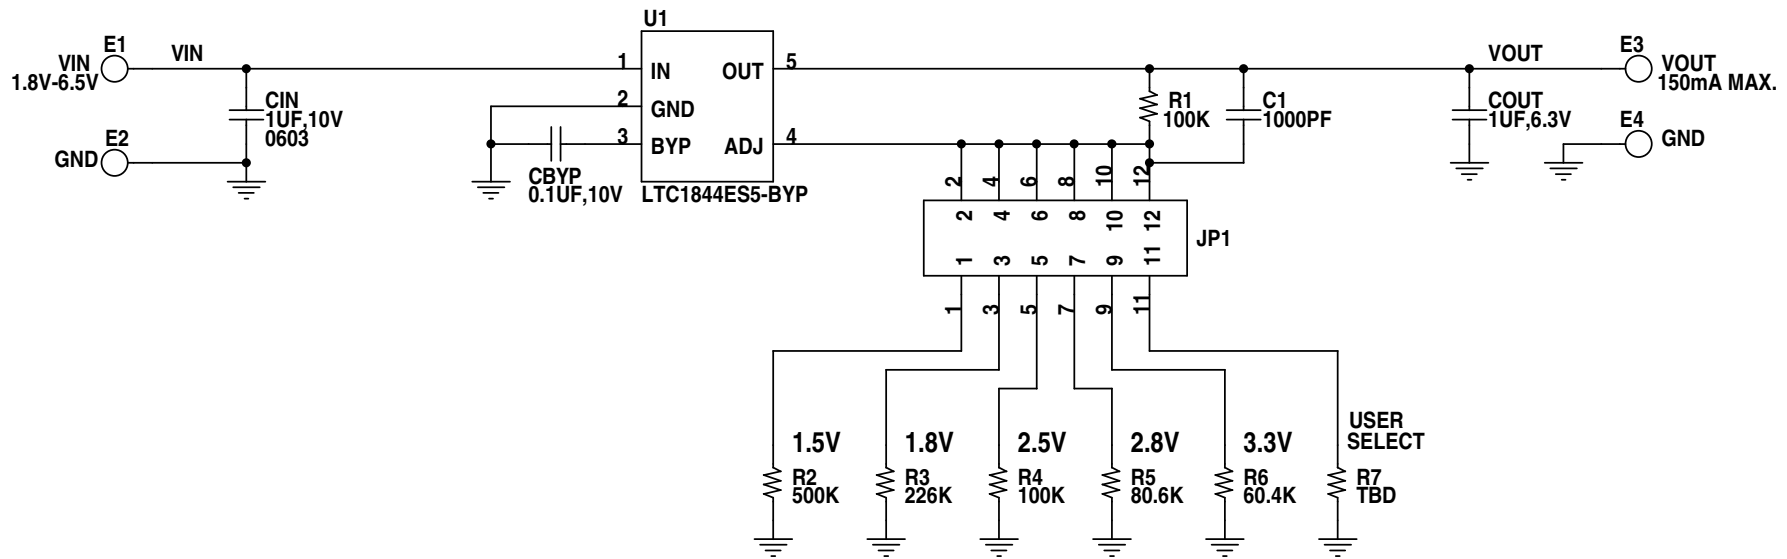 U1
E1
VIN
VIN
1.8V-6.5V
CIN
1UF,10V
0603
E2
GND
1
2
3
IN
GND
BYP
OUT
ADJ
5
4
LTC1844ES5-BYP
CBYP
0.1UF,10V
R1
100K
C1
1000PF
VOUT
COUT
1UF,6.3V
E3
VOUT
150mA MAX.
E4
GND
2
4
6
8
10
12
2
4
6
8
10
12
JP1
1
3
5
7
9
11
1
3
5
7
9
11
1.5V
R2
500K
1.8V
R3
226K
2.5V
R4
100K
2.8V
R5
80.6K
3.3V
R6
60.4K
USER
SELECT
R7
TBD